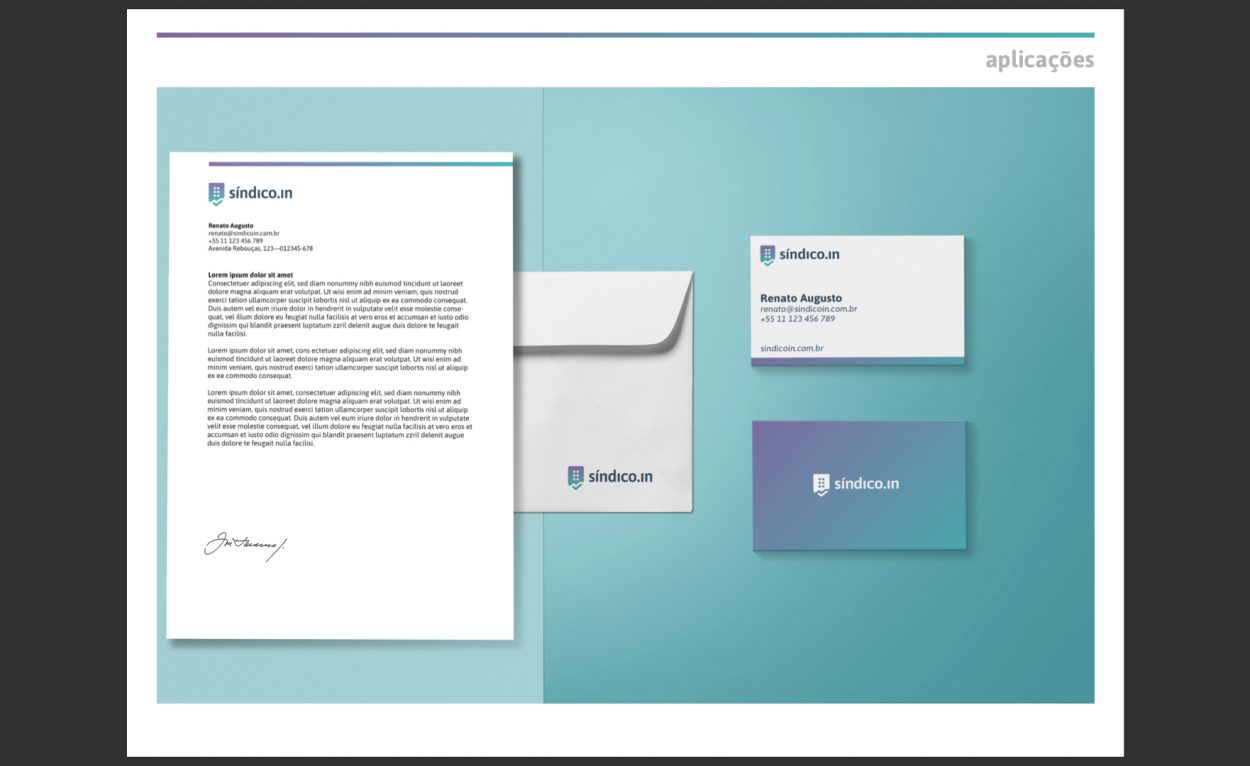 aplicações
síndico.in
Renato Augusto
renato@sindicoin.com.br
+55 11 123 456 789
Avenida Rebouças, 123—012345-678
Lorem ipsum dolor sit amet
Consectetuer adipiscing elit, sed diam nonummy nibh euismod tincidunt ut laoreet
dolore magna aliquam erat volutpat. Ut wisi enim ad minim veniam, quis nostrud
exerci tation ullamcorper suscipit lobortis nisl ut aliquip ex ea commodo consequat.
Duis autem vel eum iriure dolor in hendrerit in vulputate velit esse molestie conse-
quat, vel illum dolore eu feugiat nulla facilisis at vero eros et accumsan et iusto odio
dignissim qui blandit praesent luptatum zzril delenit augue duis dolore te feugait
nulla facilisi.
Lorem ipsum dolor sit amet, cons ectetuer adipiscing elit, sed diam nonummy nibh
euismod tincidunt ut laoreet dolore magna aliquam erat volutpat. Ut wisi enim ad
minim veniam, quis nostrud exerci tation ullamcorper suscipit lobortis nisl ut aliquip
ex ea commodo consequat.
Lorem ipsum dolor sit amet, consectetuer adipiscing elit, sed diam nonummy nibh
euismod tincidunt ut laoreet dolore magna aliquam erat volutpat. Ut wisi enim ad
minim veniam, quis nostrud exerci tation ullamcorper suscipit lobortis nisl ut aliquip
ex ea commodo consequat. Duis autem vel eum iriure dolor in hendrerit in vulputate
velit esse molestie consequat, vel illum dolore eu feugiat nulla facilisis at vero eros et
accumsan et iusto odio dignissim qui blandit praesent luptatum zzril delenit augue
duis dolore te feugait nulla facilisi.
síndico.in
síndico.in
Renato Augusto
renato@sindicoin.com.br
+55 11 123 456 789
sindicoin.com.br
síndico.in